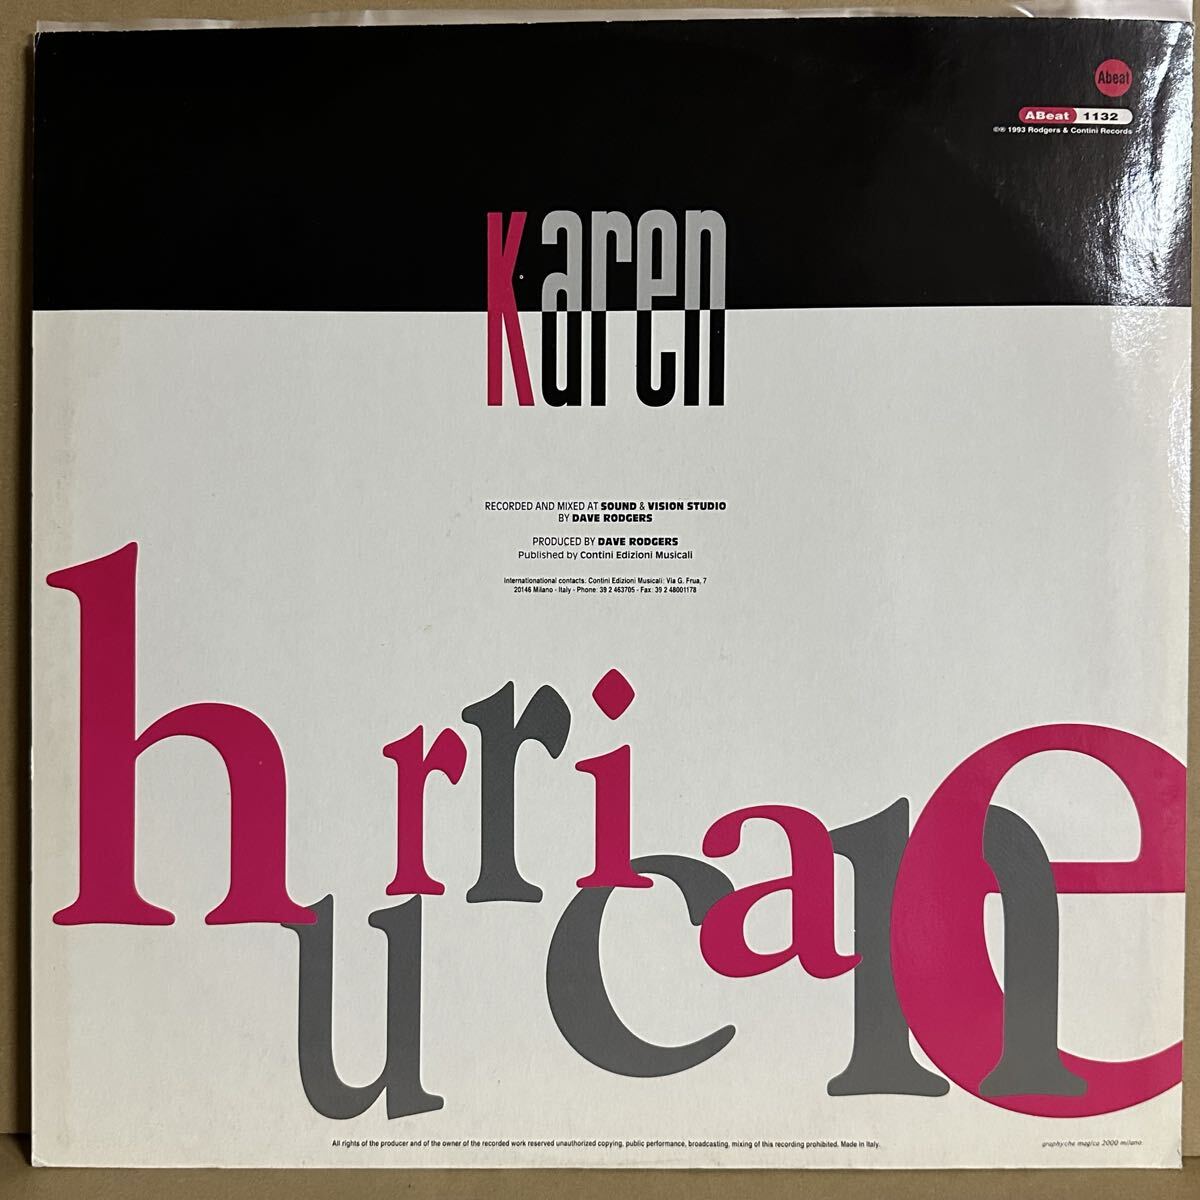 Abeat
ABeat 1132
©℗ 1993 Rodgers & Contini Records
Karen
RECORDED AND MIXED AT SOUND & VISION STUDIO
BY DAVE RODGERS
PRODUCED BY DAVE RODGERS
Published by Contini Edizioni Musicali
Internatinational contacts: Contini Edizioni Musicali: Via G. Frua, 7
20146 Milano - Italy - Phone: 39 2 463705 - Fax: 39 2 48001178
hurricane
All rights of the producer and of the owner of the recorded work reserved unauthorized copying, public performance, broadcasting, mixing of this recording prohibited. Made in Italy.
graphyche magica 2000 milano